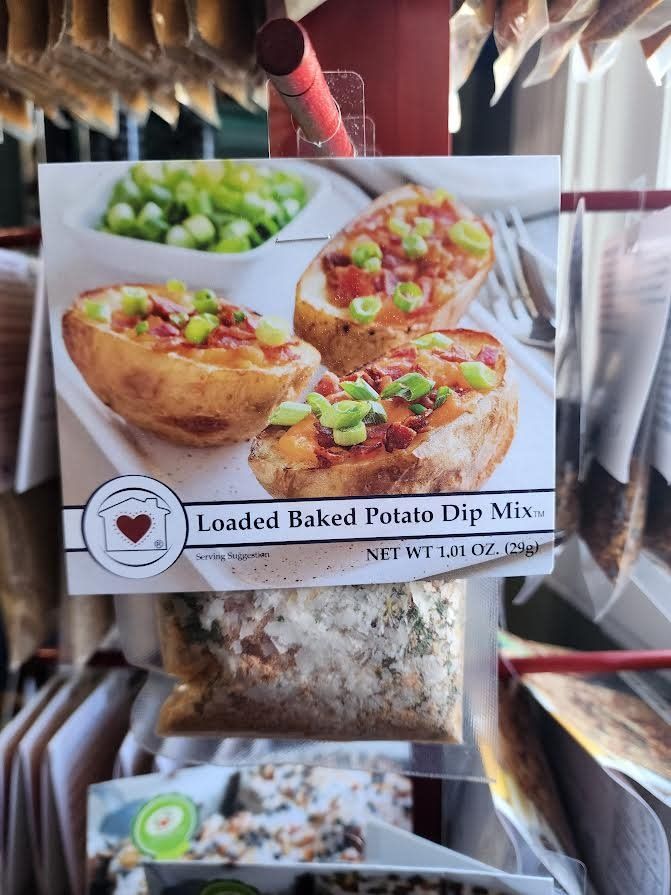 Loaded Baked Potato Dip Mix™
Serving Suggestion
NET WT 1.01 OZ. (29g)
®